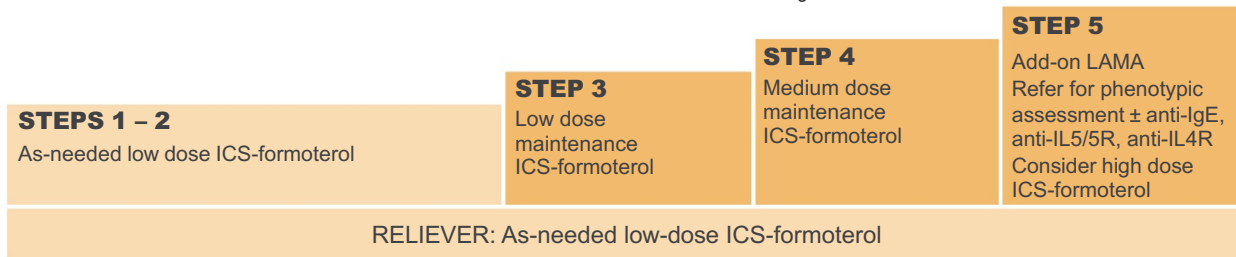 STEPS 1 – 2
As-needed low dose ICS-formoterol
STEP 3
Low dose
maintenance
ICS-formoterol
STEP 4
Medium dose
maintenance
ICS-formoterol
STEP 5
Add-on LAMA
Refer for phenotypic
assessment ± anti-IgE,
anti-IL5/5R, anti-IL4R
Consider high dose
ICS-formoterol
RELIEVER: As-needed low-dose ICS-formoterol